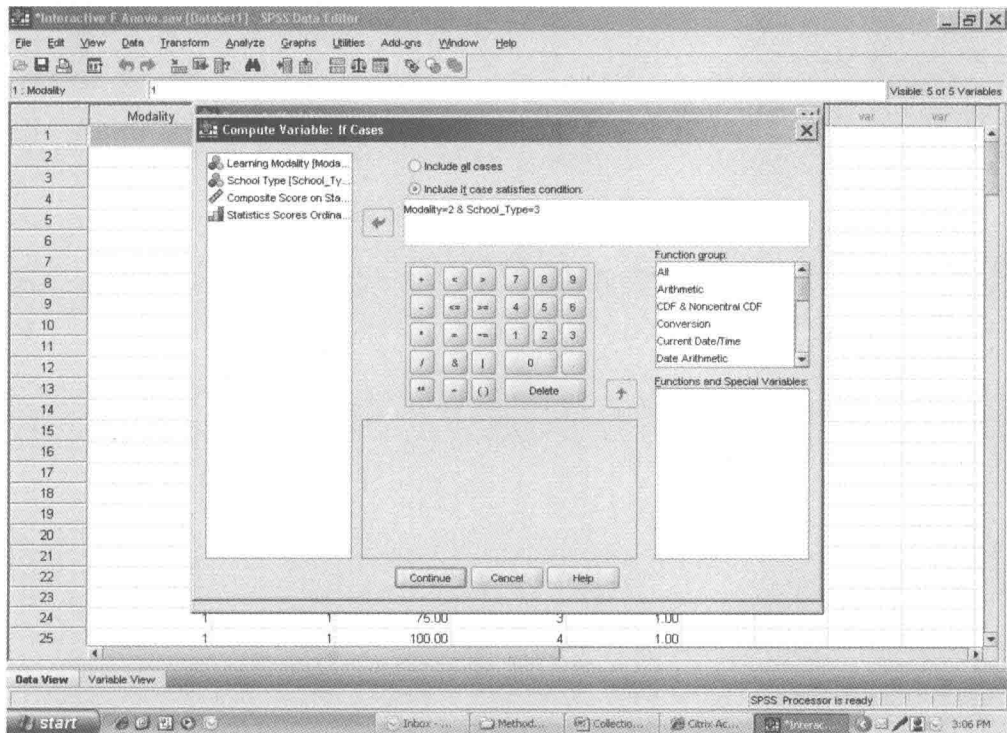 *Interactive F Anova.sav [DataSet1] - SPSS Data Editor
File Edit View Data Transform Analyze Graphs Utilities Add-ons Window Help
1 : Modality 1 Visible: 5 of 5 Variables
Modality var var
Compute Variable: If Cases
1
2
3
4
5
6
7
8
9
10
11
12
13
14
15
16
17
18
19
20
21
22
23
24 1 1 75.00 3 1.00
25 1 1 100.00 4 1.00
Learning Modality [Moda...
School Type [School_Ty...
Composite Score on Sta...
Statistics Scores Ordina...
Include all cases
Include if case satisfies condition:
Modality=2 & School_Type=3
+ < > 7 8 9
- <= >= 4 5 6
* = ~= 1 2 3
/ & | 0 .
** ~ ( ) Delete
Function group:
All
Arithmetic
CDF & Noncentral CDF
Conversion
Current Date/Time
Date Arithmetic
Functions and Special Variables:
Continue Cancel Help
Data View Variable View
SPSS Processor is ready
start Inbox - ... Method... Collectio... Citrix Ac... *Interac... 3:06 PM